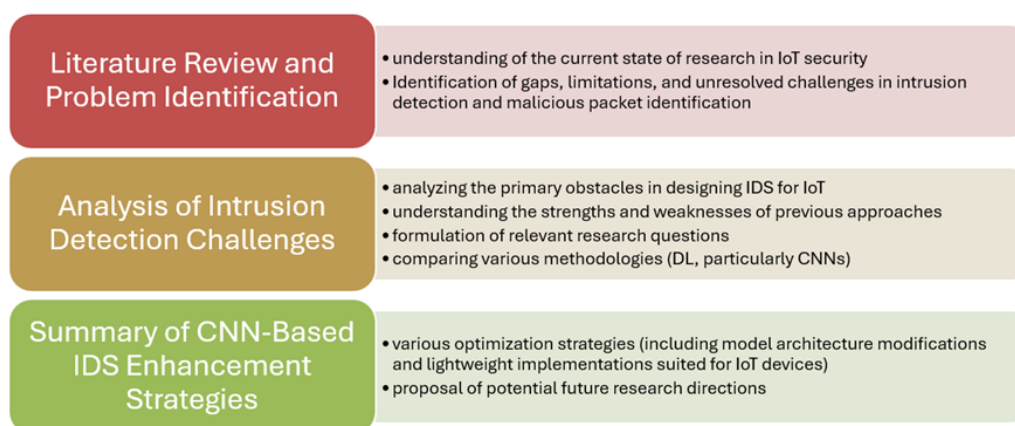 Literature Review and
Problem Identification
• understanding of the current state of research in IoT security
• Identification of gaps, limitations, and unresolved challenges in intrusion
detection and malicious packet identification
Analysis of Intrusion
Detection Challenges
• analyzing the primary obstacles in designing IDS for IoT
• understanding the strengths and weaknesses of previous approaches
• formulation of relevant research questions
• comparing various methodologies (DL, particularly CNNs)
Summary of CNN-Based
IDS Enhancement
Strategies
• various optimization strategies (including model architecture modifications
and lightweight implementations suited for IoT devices)
• proposal of potential future research directions